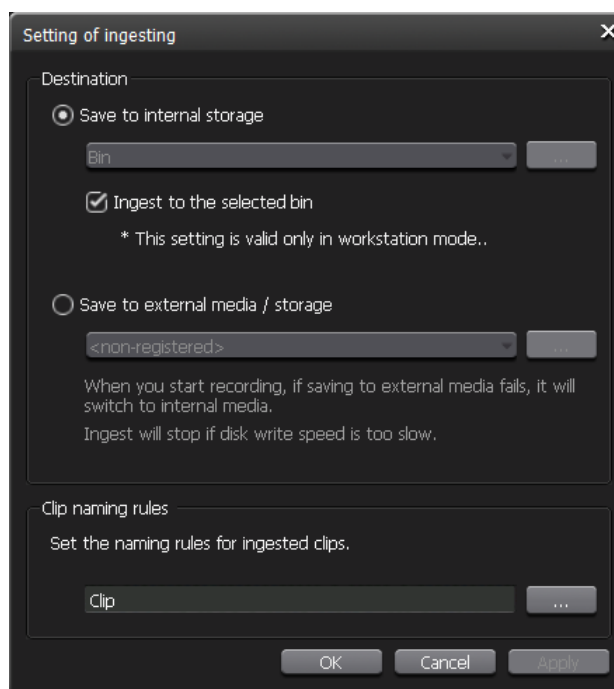 Setting of ingesting
Destination
Save to internal storage
Bin
...
Ingest to the selected bin
* This setting is valid only in workstation mode..
Save to external media / storage
<non-registered>
...
When you start recording, if saving to external media fails, it will
switch to internal media.
Ingest will stop if disk write speed is too slow.
Clip naming rules
Set the naming rules for ingested clips.
Clip
...
OK
Cancel
Apply